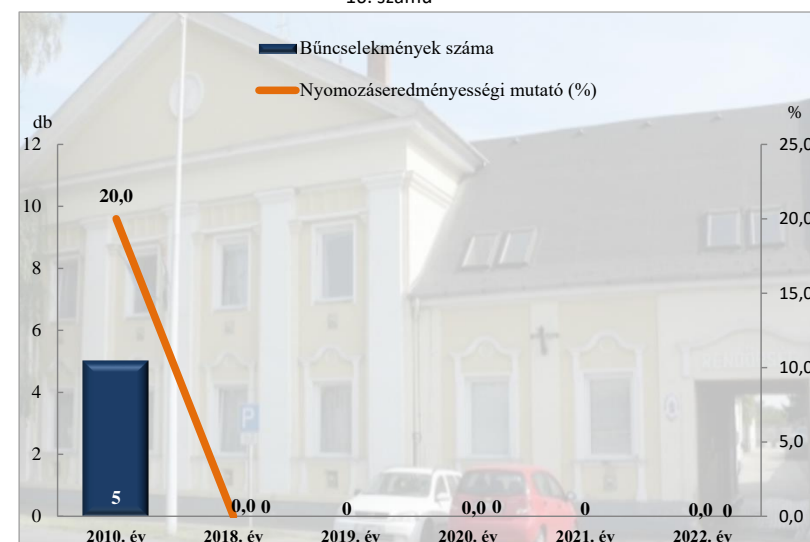 Bűncselekmények száma
Nyomozáseredményességi mutató (%)
db %
12 25,0
10 20,0
8
15,0
6
10,0
4
5,0
2
0 0,0
20,0
5
0,0 0 0 0,0 0 0 0,0 0
2010. év 2018. év 2019. év 2020. év 2021. év 2022. év